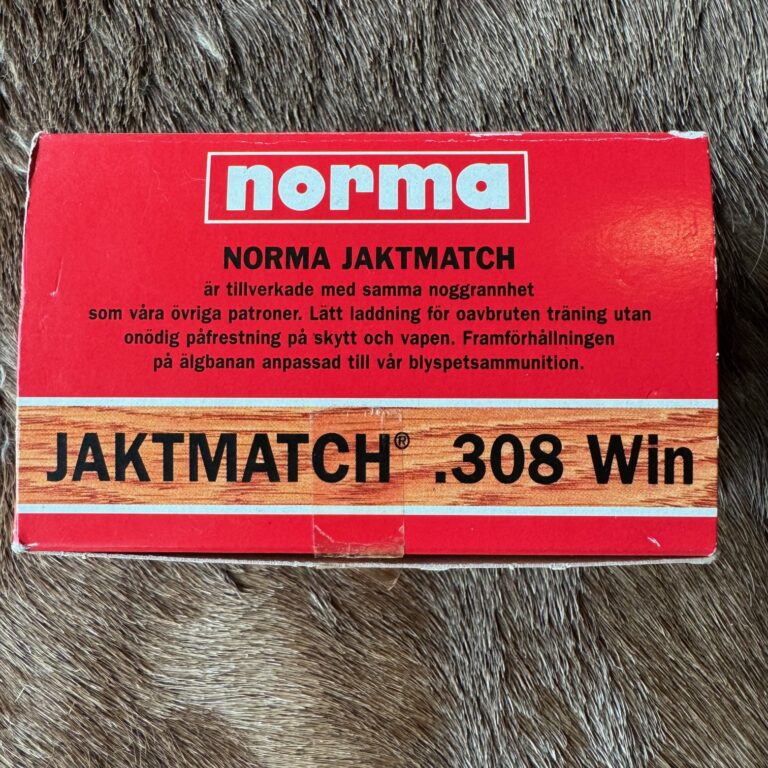 norma
NORMA JAKTMATCH
är tillverkade med samma noggrannhet
som våra övriga patroner. Lätt laddning för oavbruten träning utan
onödig påfrestning på skytt och vapen. Framförhållningen
på älgbanan anpassad till vår blyspetsammunition.
JAKTMATCH® .308 Win